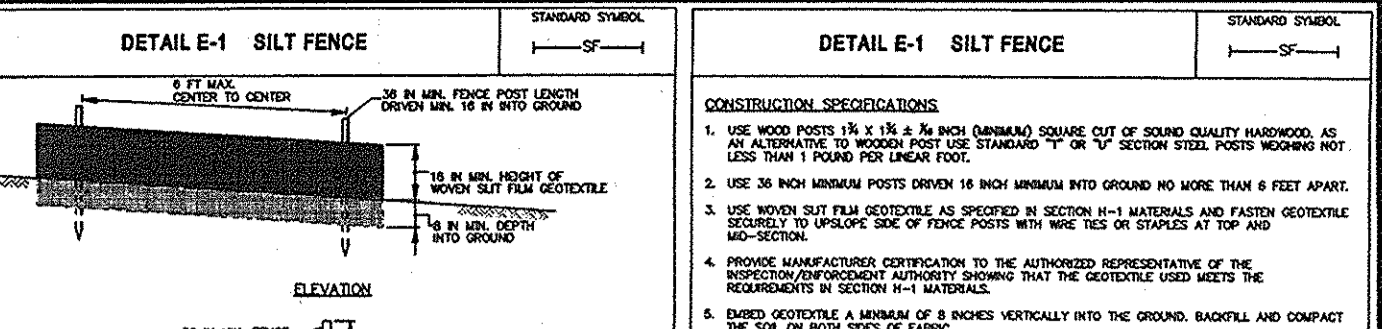 DETAIL E-1 SILT FENCE
STANDARD SYMBOL
SF
6 FT MAX.
CENTER TO CENTER
36 IN MIN. FENCE POST LENGTH
DRIVEN MIN. 16 IN INTO GROUND
16 IN MIN. HEIGHT OF
WOVEN SLIT FILM GEOTEXTILE
8 IN MIN. DEPTH
INTO GROUND
ELEVATION
DETAIL E-1 SILT FENCE
STANDARD SYMBOL
SF
CONSTRUCTION SPECIFICATIONS
1. USE WOOD POSTS 1¾ X 1¾ ± 1/16 INCH (MINIMUM) SQUARE CUT OF SOUND QUALITY HARDWOOD. AS
AN ALTERNATIVE TO WOODEN POST USE STANDARD "T" OR "U" SECTION STEEL POSTS WEIGHING NOT
LESS THAN 1 POUND PER LINEAR FOOT.
2. USE 36 INCH MINIMUM POSTS DRIVEN 16 INCH MINIMUM INTO GROUND NO MORE THAN 6 FEET APART.
3. USE WOVEN SLIT FILM GEOTEXTILE AS SPECIFIED IN SECTION H-1 MATERIALS AND FASTEN GEOTEXTILE
SECURELY TO UPSLOPE SIDE OF FENCE POSTS WITH WIRE TIES OR STAPLES AT TOP AND
MID-SECTION.
4. PROVIDE MANUFACTURER CERTIFICATION TO THE AUTHORIZED REPRESENTATIVE OF THE
INSPECTION/ENFORCEMENT AUTHORITY SHOWING THAT THE GEOTEXTILE USED MEETS THE
REQUIREMENTS IN SECTION H-1 MATERIALS.
5. EMBED GEOTEXTILE A MINIMUM OF 8 INCHES VERTICALLY INTO THE GROUND. BACKFILL AND COMPACT
THE SOIL ON BOTH SIDES OF FABRIC.